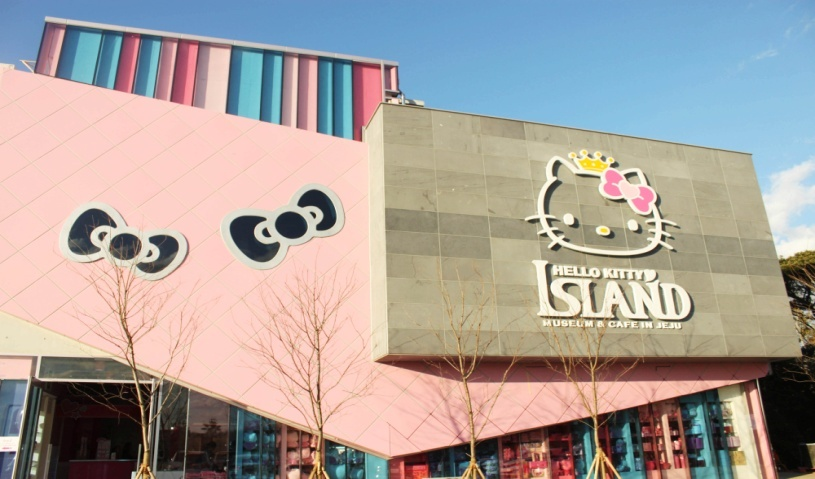 HELLO KITTY
ISLAND
MUSEUM & CAFE IN JEJU